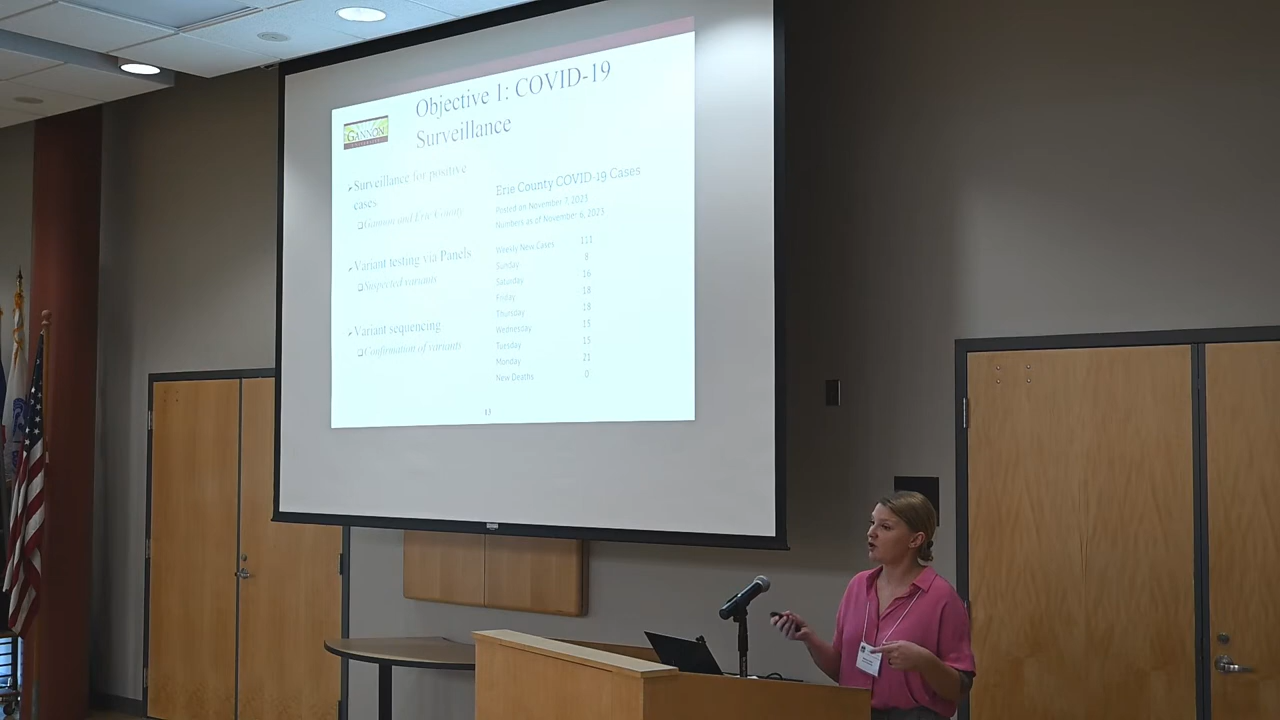 Objective 1: COVID-19
Surveillance
GANNON
UNIVERSITY
Surveillance for positive
cases
Gannon and Erie County
Variant testing via Panels
Suspected variants
Variant sequencing
Confirmation of variants
Erie County COVID-19 Cases
Posted on November 7, 2023
Numbers as of November 6, 2023
Weekly New Cases 111
Sunday 8
Saturday 16
Friday 18
Thursday 18
Wednesday 15
Tuesday 15
Monday 21
New Deaths 0